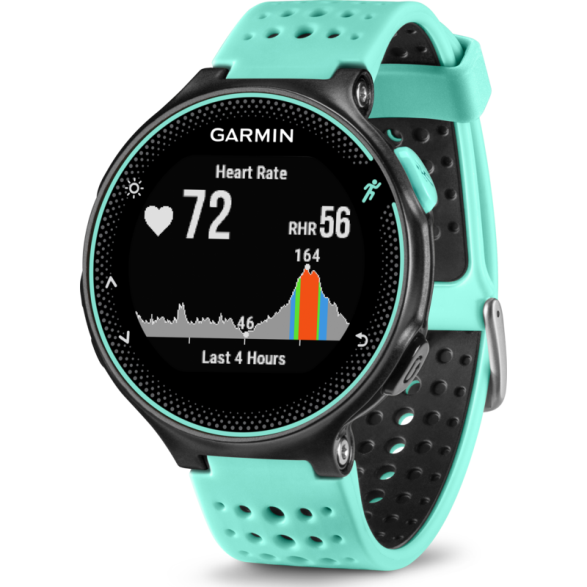 GARMIN
Heart Rate
72
RHR 56
164
46
Last 4 Hours